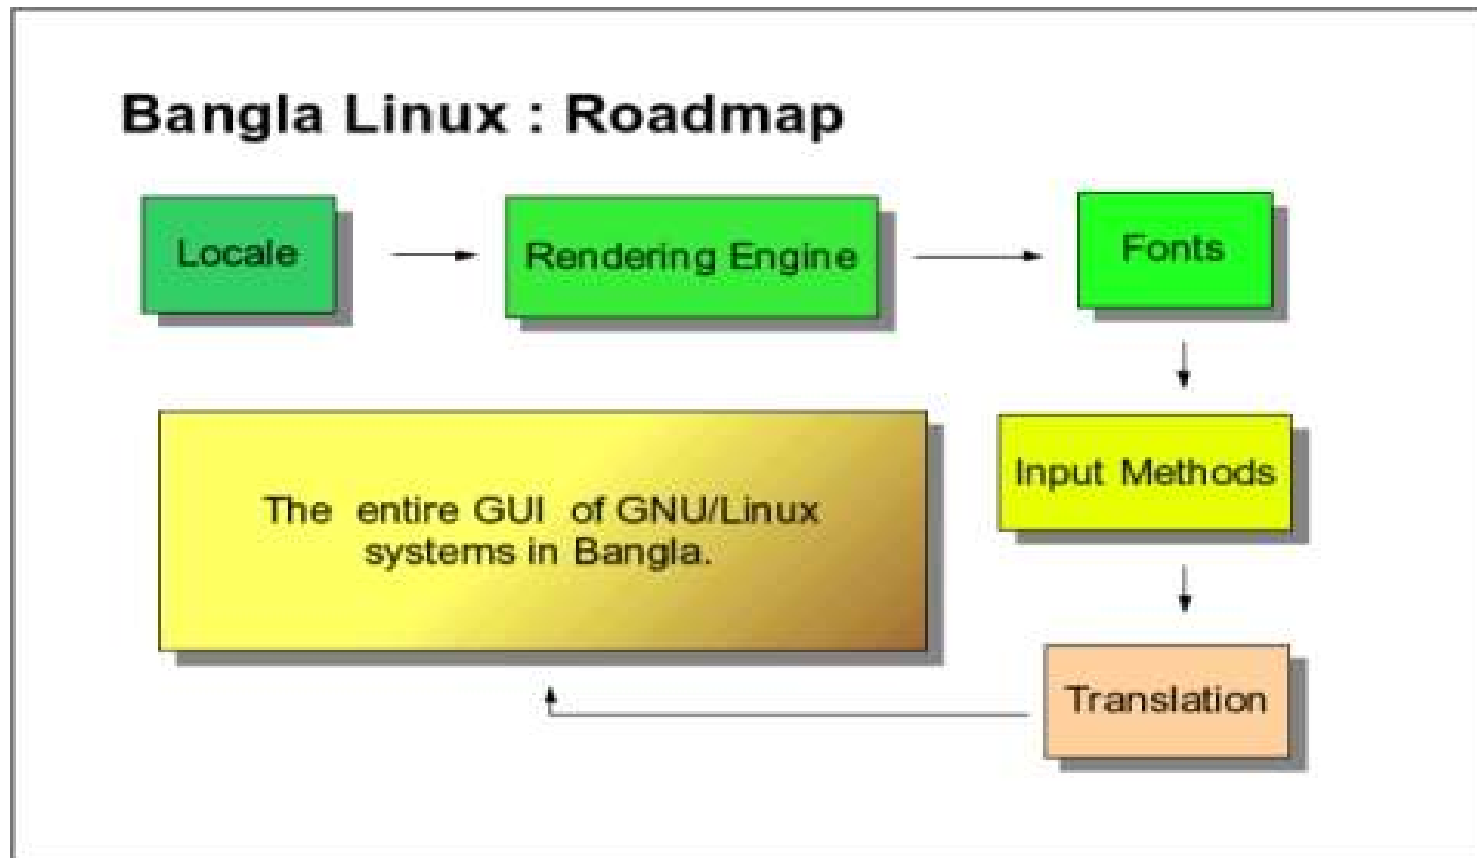 Bangla Linux : Roadmap
Locale
Rendering Engine
Fonts
Input Methods
Translation
The entire GUI of GNU/Linux
systems in Bangla.